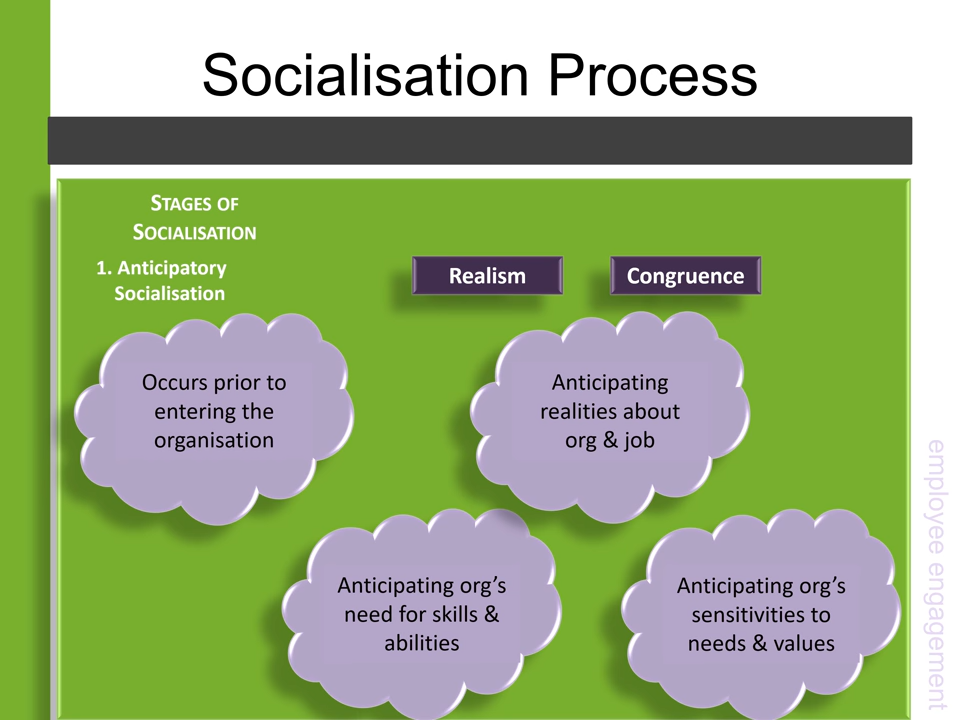 Socialisation Process
STAGES OF
SOCIALISATION
1. Anticipatory
Socialisation
Realism
Congruence
Occurs prior to
entering the
organisation
Anticipating
realities about
org & job
Anticipating org’s
need for skills &
abilities
Anticipating org’s
sensitivities to
needs & values
employee engagement